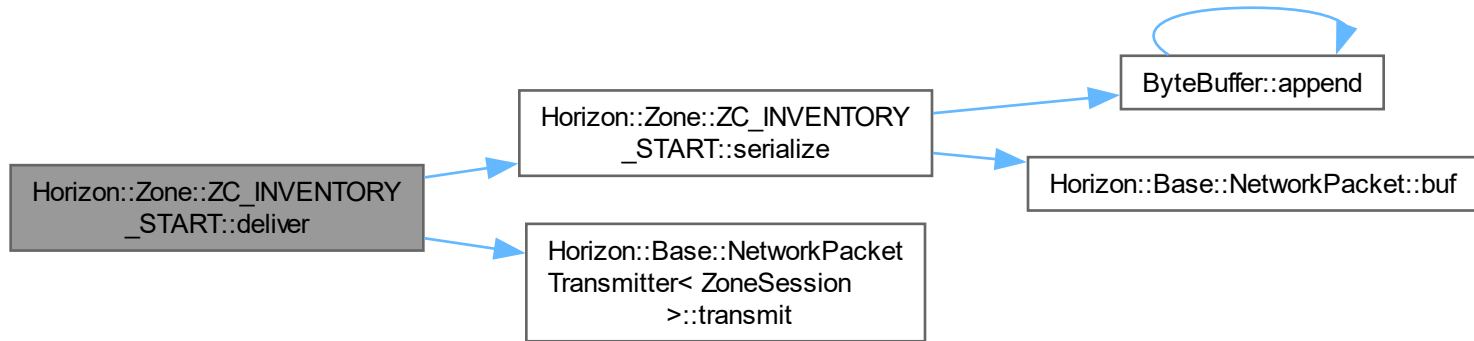 Horizon::Zone::ZC_INVENTORY
_START::deliver
Horizon::Zone::ZC_INVENTORY
_START::serialize
ByteBuffer::append
Horizon::Base::NetworkPacket::buf
Horizon::Base::NetworkPacket
Transmitter< ZoneSession
>::transmit